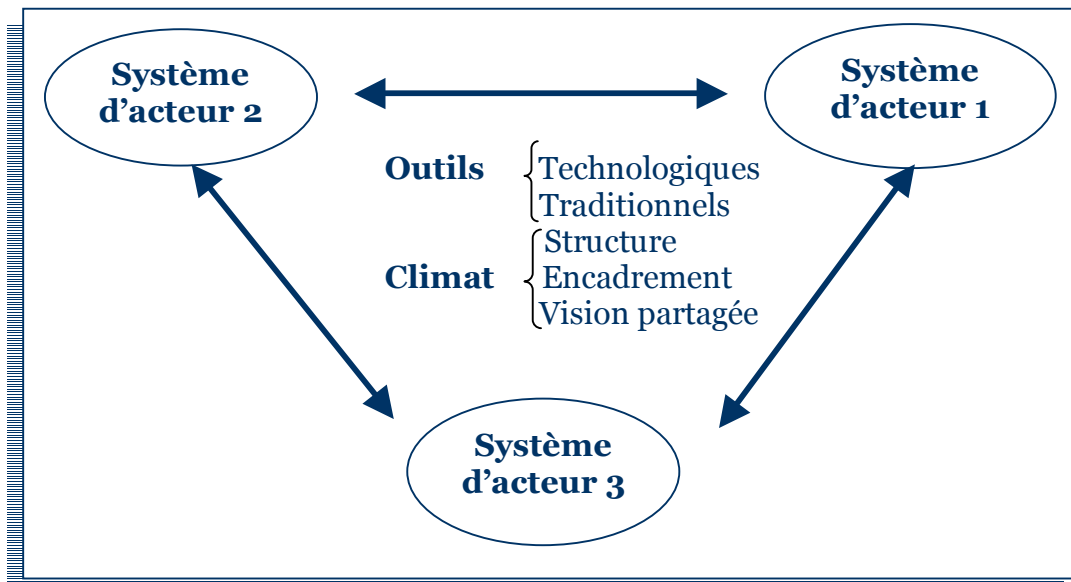 Système
d’acteur 2
Système
d’acteur 1
Outils
Technologiques
Traditionnels
Climat
Structure
Encadrement
Vision partagée
Système
d’acteur 3